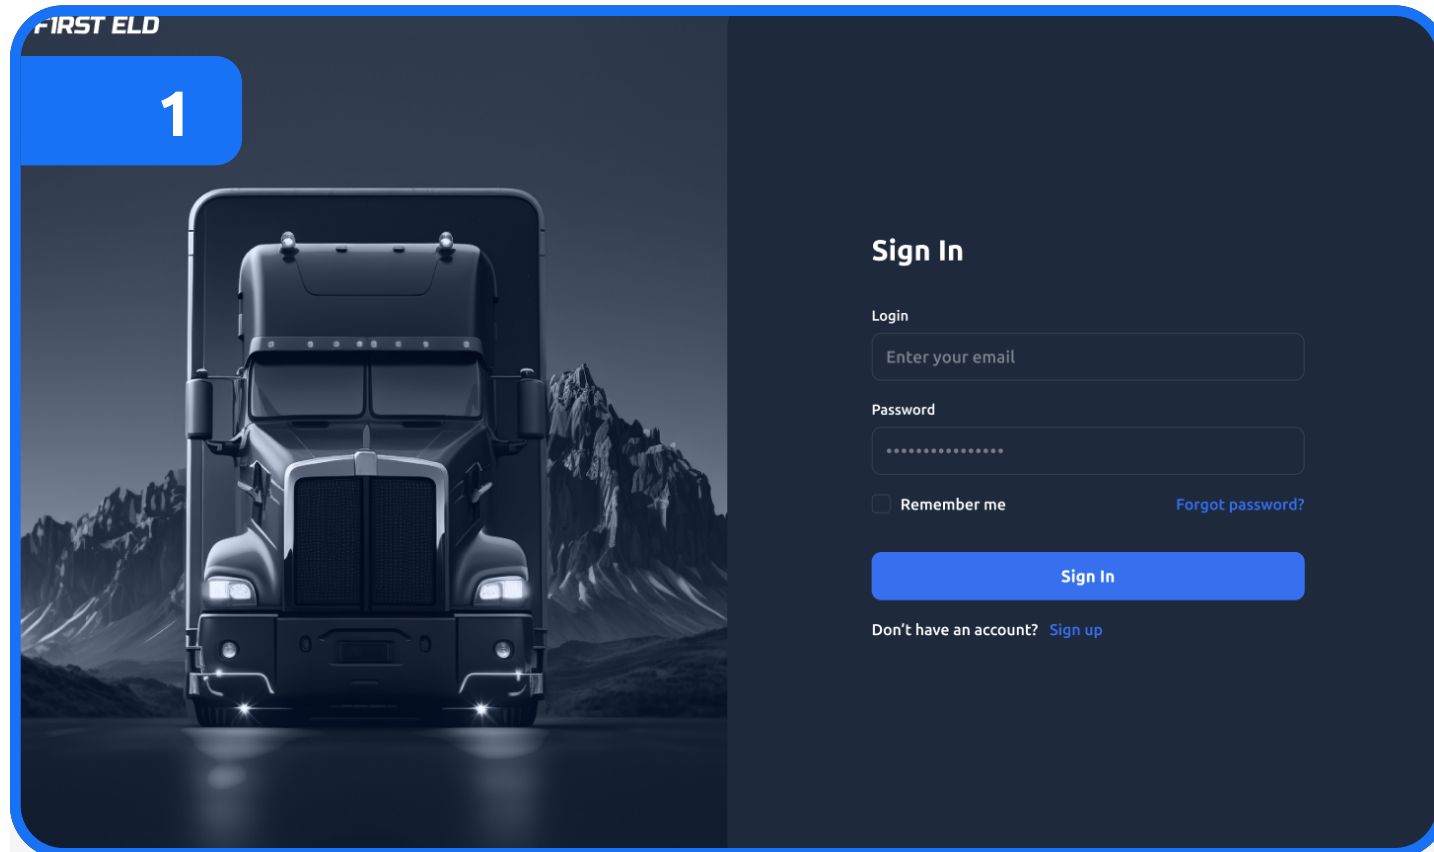 F1RST ELD
1
Sign In
Login
Enter your email
Password
••••••••••••••••
Remember me
Forgot password?
Sign In
Don't have an account? Sign up